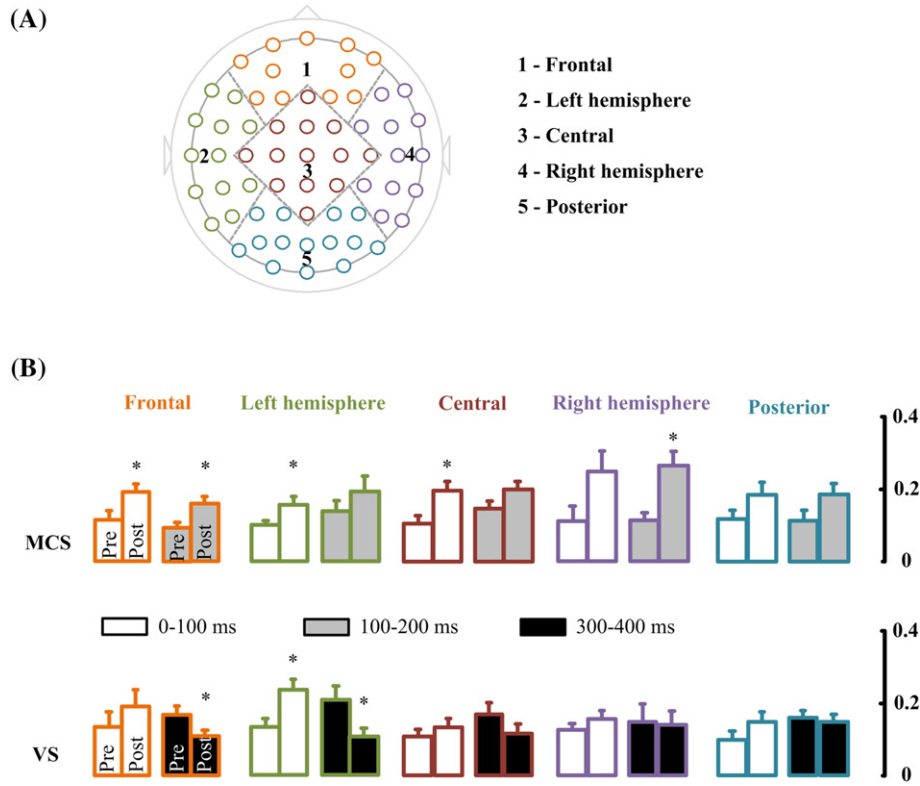 (A)
1
2
3
4
5
1 - Frontal
2 - Left hemisphere
3 - Central
4 - Right hemisphere
5 - Posterior
(B)
Frontal
Left hemisphere
Central
Right hemisphere
Posterior
0.4
0.2
0
* * * * *
MCS
Pre Post Pre Post
0-100 ms
100-200 ms
300-400 ms
0.4
0.2
0
* * *
VS
Pre Post Pre Post